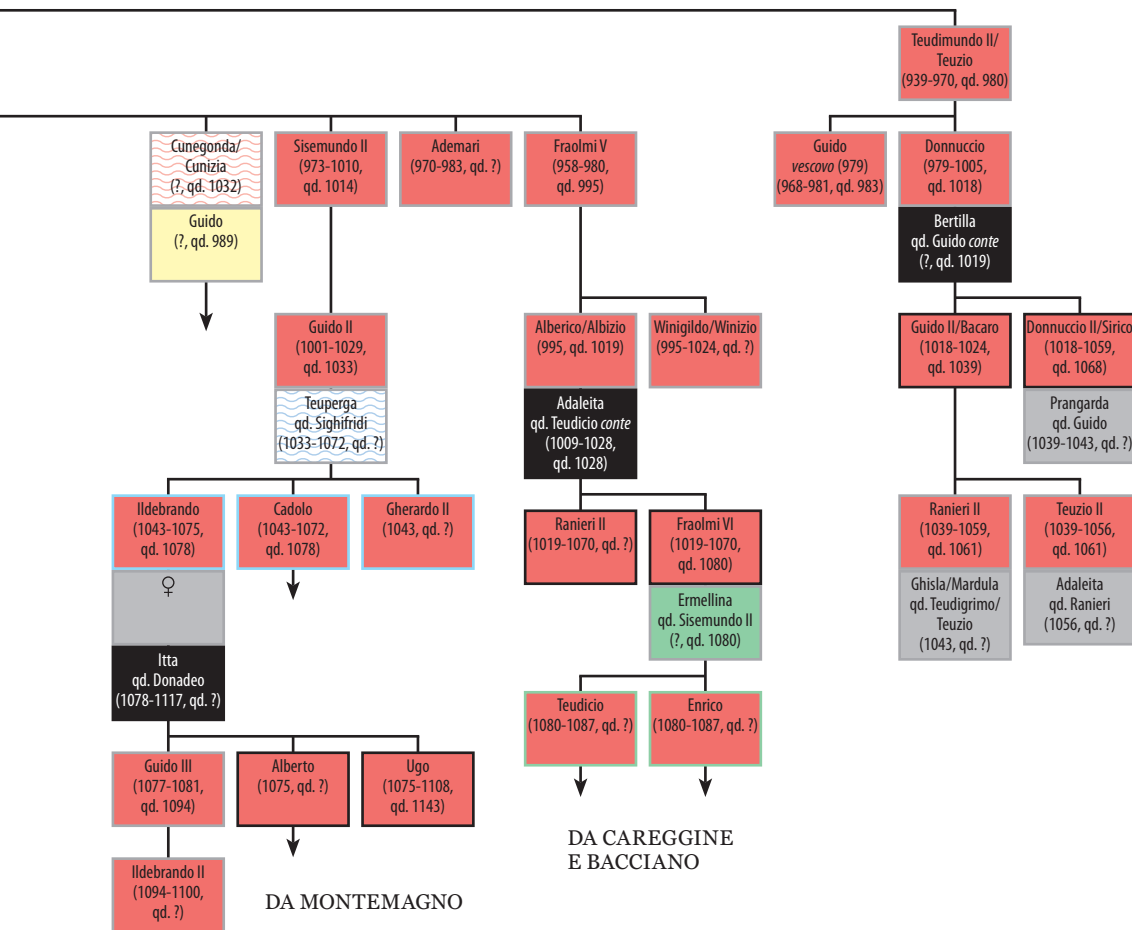 Teudimundo II/
Teuzio
(939-970, qd. 980)
Cunegonda/
Cunizia
(?, qd. 1032)
Guido
(?, qd. 989)
Sisemundo II
(973-1010,
qd. 1014)
Ademari
(970-983, qd. ?)
Fraolmi V
(958-980,
qd. 995)
Guido
vescovo (979)
(968-981, qd. 983)
Donnuccio
(979-1005,
qd. 1018)
Bertilla
qd. Guido conte
(?, qd. 1019)
Guido II
(1001-1029,
qd. 1033)
Teuperga
qd. Sighifridi
(1033-1072, qd. ?)
Alberico/Albizio
(995, qd. 1019)
Adaleita
qd. Teudicio conte
(1009-1028,
qd. 1028)
Winigildo/Winizio
(995-1024, qd. ?)
Guido II/Bacaro
(1018-1024,
qd. 1039)
Donnuccio II/Sirico
(1018-1059,
qd. 1068)
Prangarda
qd. Guido
(1039-1043, qd. ?)
Ildebrando
(1043-1075,
qd. 1078)
♀
Itta
qd. Donadeo
(1078-1117, qd. ?)
Cadolo
(1043-1072,
qd. 1078)
Gherardo II
(1043, qd. ?)
Ranieri II
(1019-1070, qd. ?)
Fraolmi VI
(1019-1070,
qd. 1080)
Ermellina
qd. Sisemundo II
(?, qd. 1080)
Ranieri II
(1039-1059,
qd. 1061)
Ghisla/Mardula
qd. Teudigrimo/
Teuzio
(1043, qd. ?)
Teuzio II
(1039-1056,
qd. 1061)
Adaleita
qd. Ranieri
(1056, qd. ?)
Teudicio
(1080-1087, qd. ?)
Enrico
(1080-1087, qd. ?)
Guido III
(1077-1081,
qd. 1094)
Alberto
(1075, qd. ?)
Ugo
(1075-1108,
qd. 1143)
DA CAREGGINE
E BACCIANO
Ildebrando II
(1094-1100,
qd. ?)
DA MONTEMAGNO